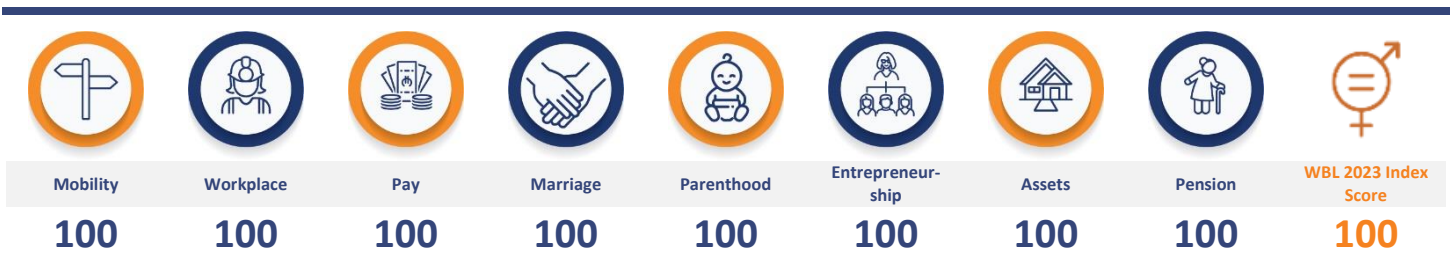 Mobility
Workplace
Pay
Marriage
Parenthood
Entrepreneur-
ship
Assets
Pension
WBL 2023 Index
Score
100
100
100
100
100
100
100
100
100